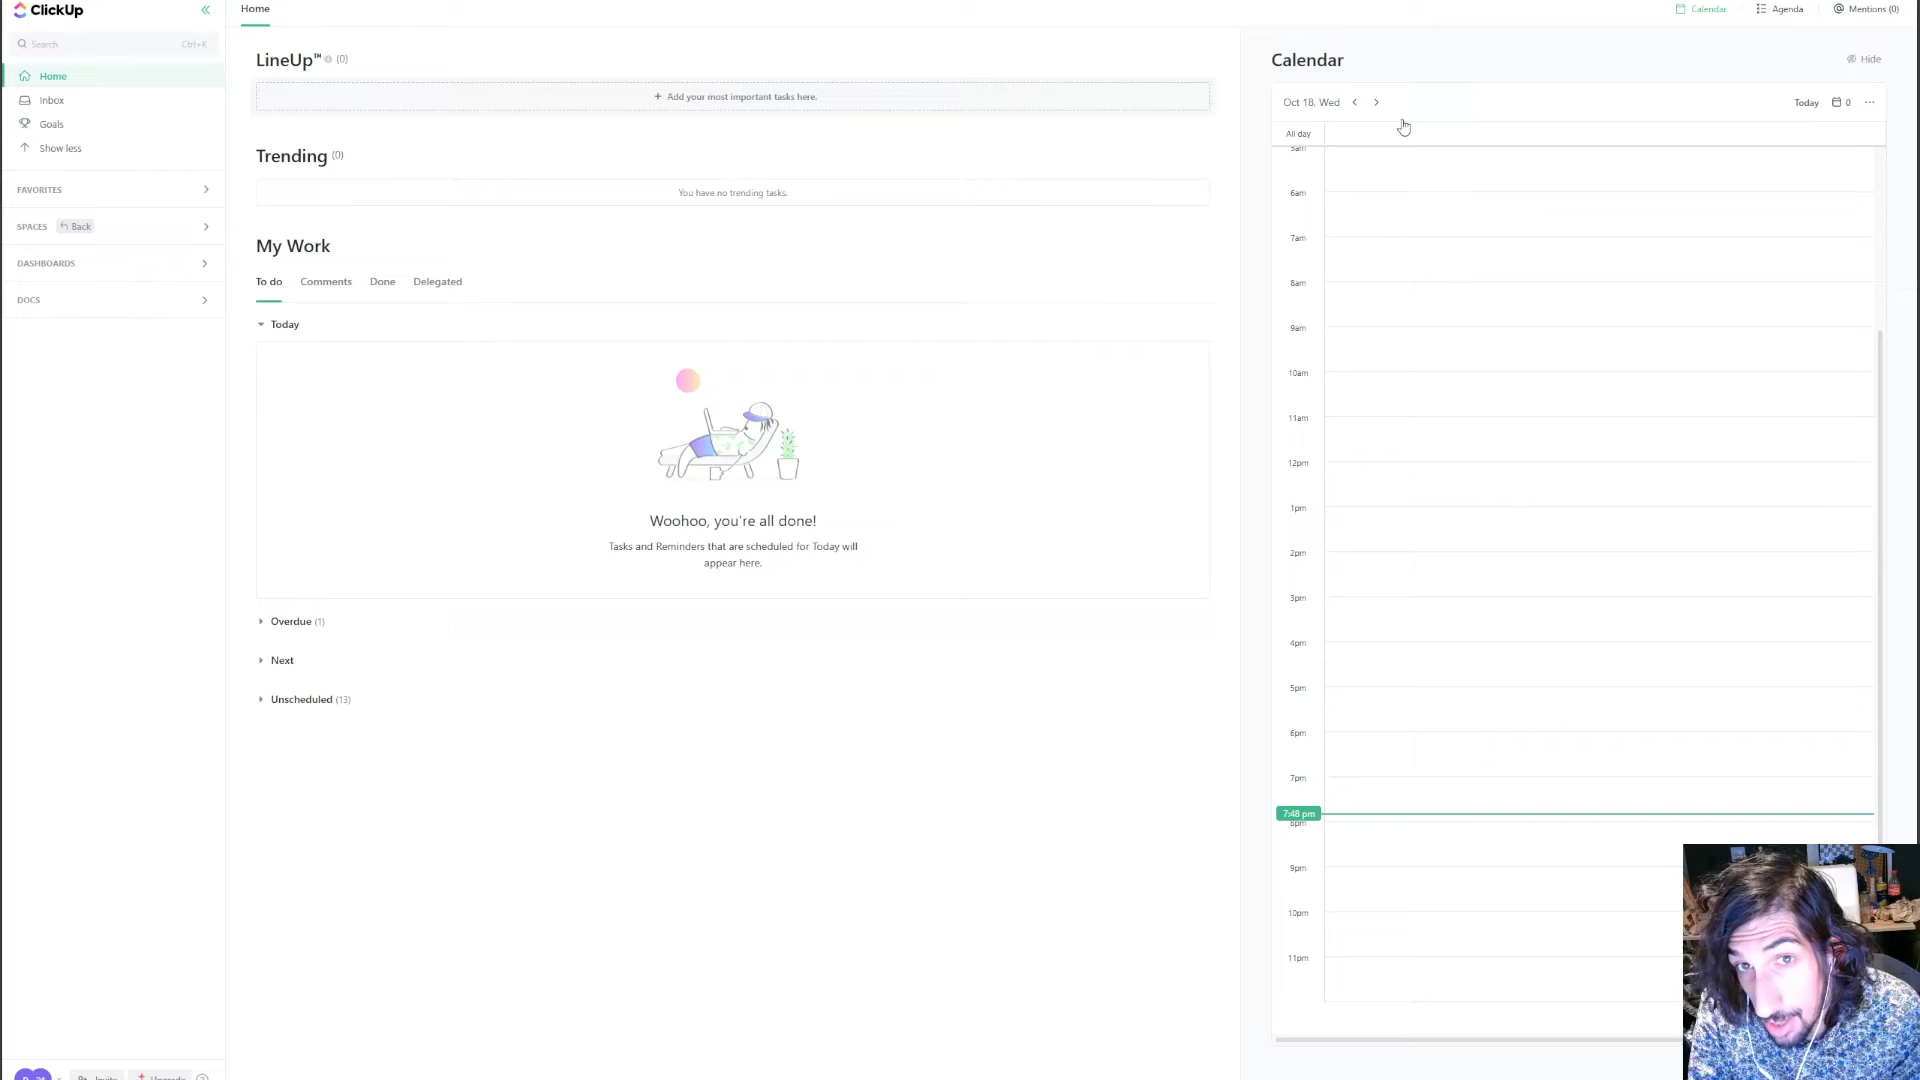 ClickUp
Search
Ctrl+K
Home
Inbox
Goals
Show less
FAVORITES
SPACES
Back
DASHBOARDS
DOCS
Invite
Upgrade
Home
LineUp™ (0)
+ Add your most important tasks here.
Trending (0)
You have no trending tasks.
My Work
To do
Comments
Done
Delegated
Today
Woohoo, you're all done!
Tasks and Reminders that are scheduled for Today will
appear here.
Overdue (1)
Next
Unscheduled (13)
Calendar
Agenda
Mentions (0)
Calendar
Hide
Oct 18, Wed
Today
0
All day
5am
6am
7am
8am
9am
10am
11am
12pm
1pm
2pm
3pm
4pm
5pm
6pm
7pm
7:48 pm
8pm
9pm
10pm
11pm